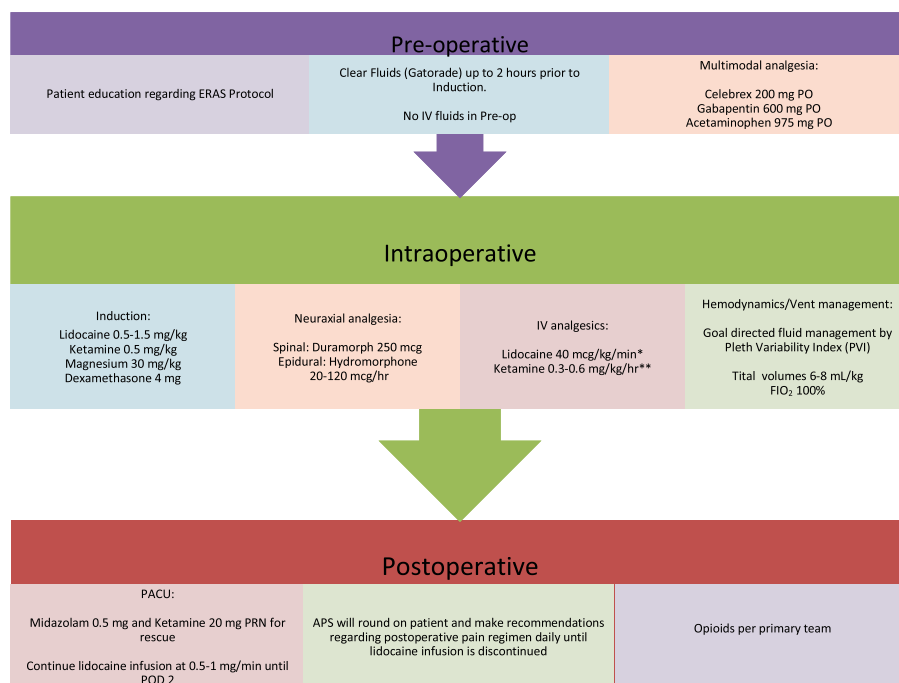 Pre-operative
Patient education regarding ERAS Protocol
Clear Fluids (Gatorade) up to 2 hours prior to
Induction.
No IV fluids in Pre-op
Multimodal analgesia:
Celebrex 200 mg PO
Gabapentin 600 mg PO
Acetaminophen 975 mg PO
Intraoperative
Induction:
Lidocaine 0.5-1.5 mg/kg
Ketamine 0.5 mg/kg
Magnesium 30 mg/kg
Dexamethasone 4 mg
Neuraxial analgesia:
Spinal: Duramorph 250 mcg
Epidural: Hydromorphone
20-120 mcg/hr
IV analgesics:
Lidocaine 40 mcg/kg/min*
Ketamine 0.3-0.6 mg/kg/hr**
Hemodynamics/Vent management:
Goal directed fluid management by
Pleth Variability Index (PVI)
Tital volumes 6-8 mL/kg
FIO₂ 100%
Postoperative
PACU:
Midazolam 0.5 mg and Ketamine 20 mg PRN for
rescue
Continue lidocaine infusion at 0.5-1 mg/min until
POD 2
APS will round on patient and make recommendations
regarding postoperative pain regimen daily until
lidocaine infusion is discontinued
Opioids per primary team